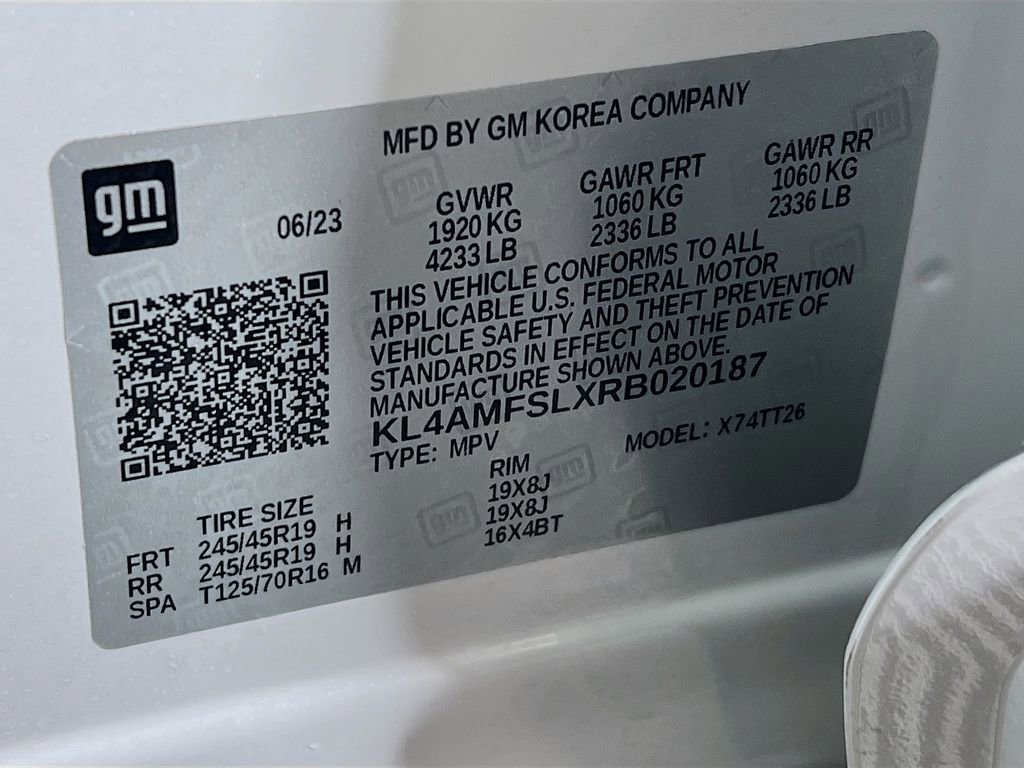 MFD BY GM KOREA COMPANY
gm
06/23
GVWR GAWR FRT GAWR RR
1920 KG 1060 KG 1060 KG
4233 LB 2336 LB 2336 LB
THIS VEHICLE CONFORMS TO ALL
APPLICABLE U.S. FEDERAL MOTOR
VEHICLE SAFETY AND THEFT PREVENTION
STANDARDS IN EFFECT ON THE DATE OF
MANUFACTURE SHOWN ABOVE.
KL4AMFSLXRB020187
TYPE: MPV MODEL: X74TT26
TIRE SIZE RIM
FRT 245/45R19 H 19X8J
RR 245/45R19 H 19X8J
SPA T125/70R16 M 16X4BT